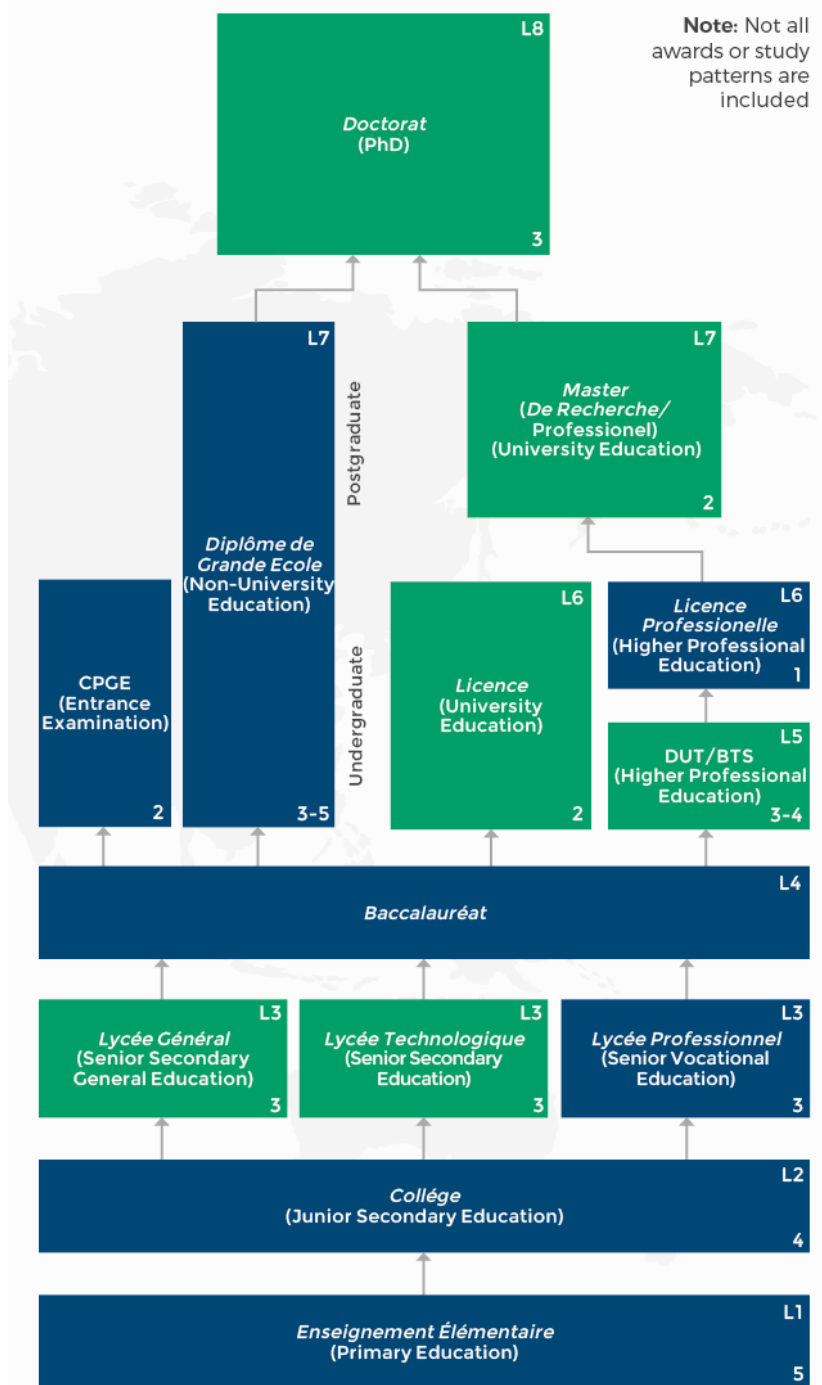 L8
Note: Not all
awards or study
patterns are
included
Doctorat
(PhD)
3
L7
Diplôme de
Grande Ecole
(Non-University
Education)
3-5
Postgraduate
Undergraduate
L7
Master
(De Recherche/
Professionel)
(University Education)
2
CPGE
(Entrance
Examination)
2
L6
Licence
(University
Education)
2
L6
Licence
Professionelle
(Higher Professional
Education)
1
L5
DUT/BTS
(Higher Professional
Education)
3-4
L4
Baccalauréat
L3
Lycée Général
(Senior Secondary
General Education)
3
L3
Lycée Technologique
(Senior Secondary
Education)
3
L3
Lycée Professionnel
(Senior Vocational
Education)
3
L2
Collége
(Junior Secondary Education)
4
L1
Enseignement Élémentaire
(Primary Education)
5